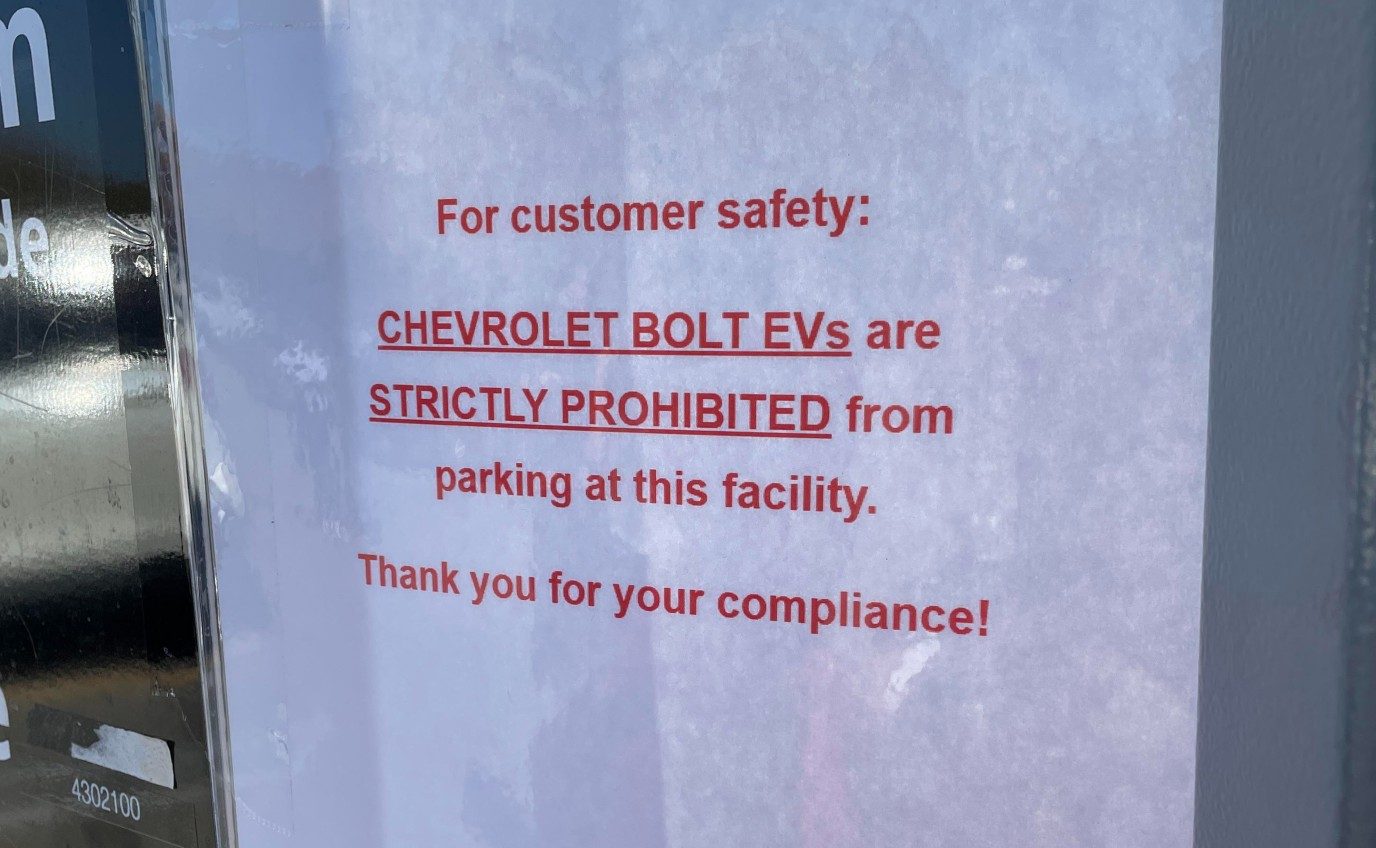 m
de
e
4302100
For customer safety:
CHEVROLET BOLT EVs are
STRICTLY PROHIBITED from
parking at this facility.
Thank you for your compliance!